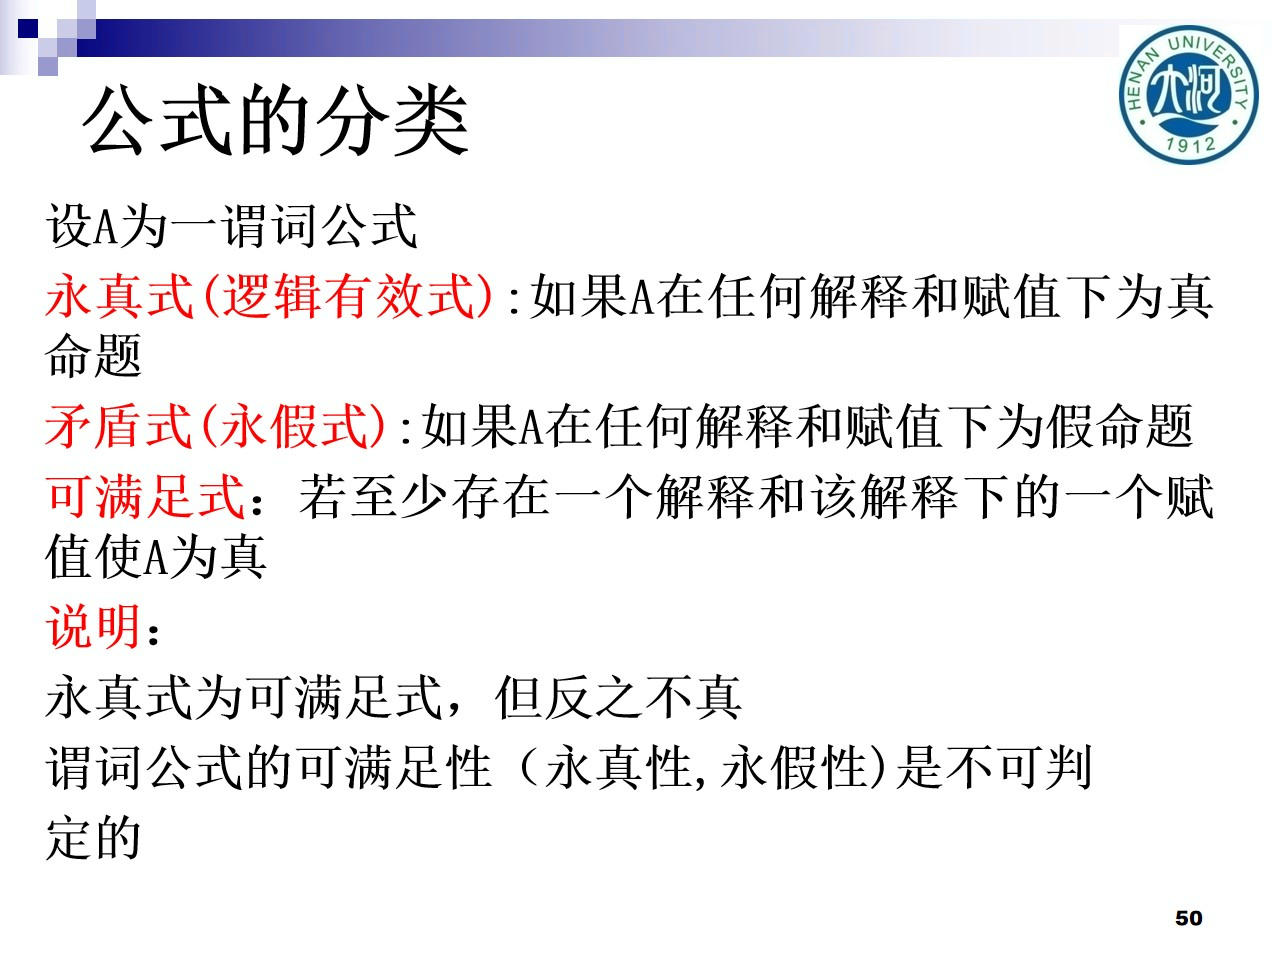 HENAN UNIVERSITY
1912
公式的分类
设A为一谓词公式
永真式(逻辑有效式):如果A在任何解释和赋值下为真
命题
矛盾式(永假式):如果A在任何解释和赋值下为假命题
可满足式：若至少存在一个解释和该解释下的一个赋
值使A为真
说明：
永真式为可满足式，但反之不真
谓词公式的可满足性（永真性,永假性)是不可判
定的
50